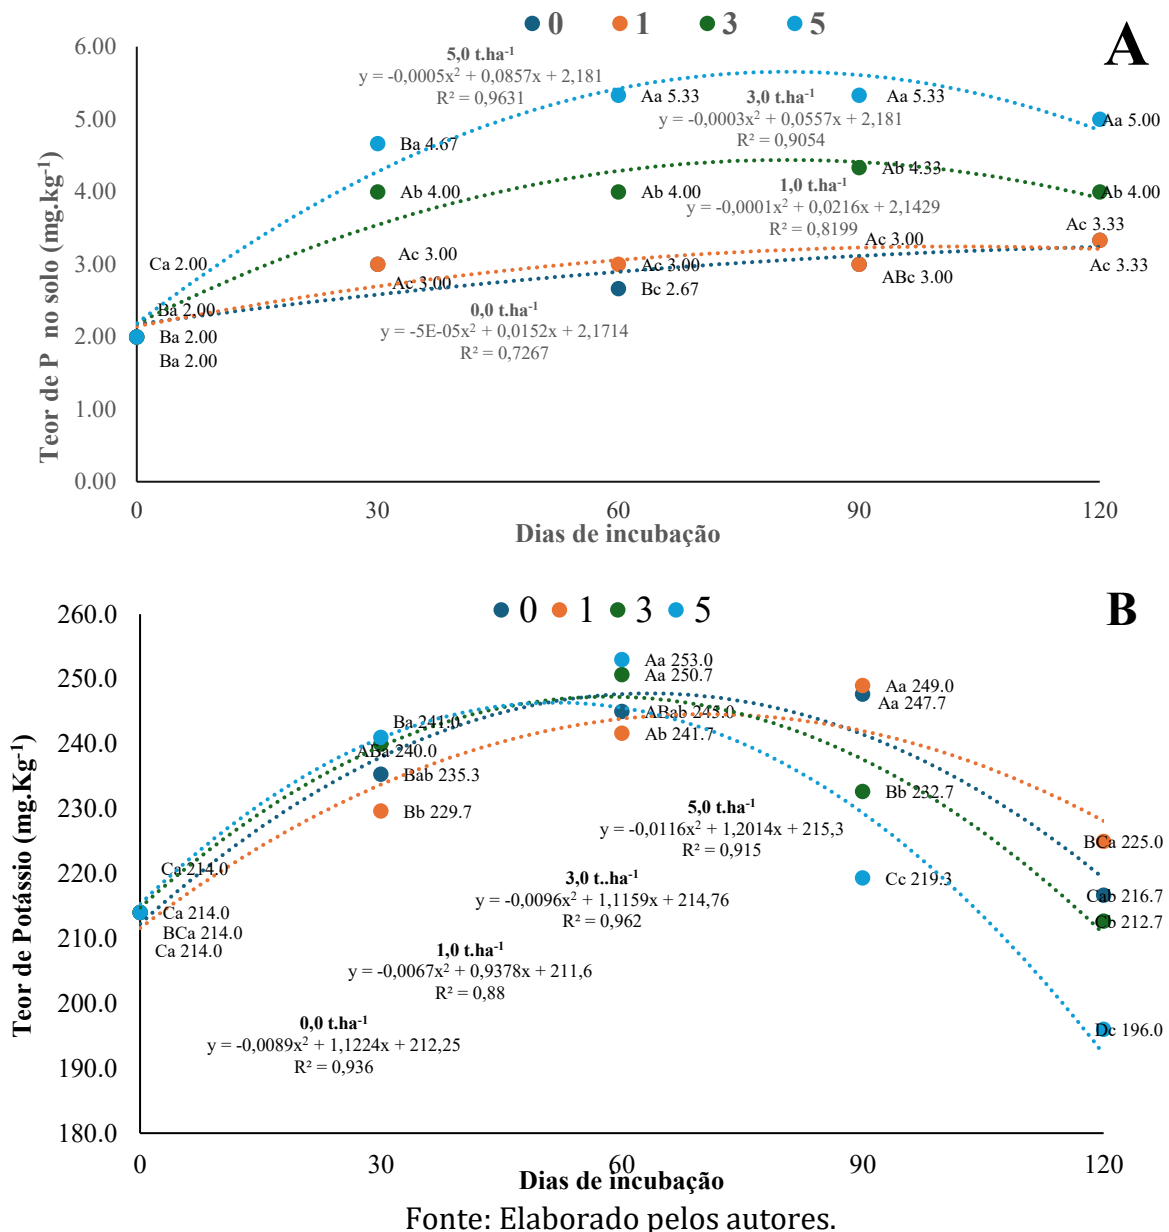 0 1 3 5
A
6.00
5.00
4.00
3.00
2.00
1.00
0.00
Teor de P no solo (mg.kg-1)
5,0 t.ha-1
y = -0,0005x2 + 0,0857x + 2,181
R² = 0,9631
3,0 t.ha-1
y = -0,0003x2 + 0,0557x + 2,181
R² = 0,9054
1,0 t.ha-1
y = -0,0001x2 + 0,0216x + 2,1429
R² = 0,8199
0,0 t.ha-1
y = -5E-05x2 + 0,0152x + 2,1714
R² = 0,7267
Ca 2.00
Ba 2.00
Ba 2.00
Ba 2.00
Ba 4.67
Ab 4.00
Ac 3.00
Ac 3.00
Aa 5.33
Ab 4.00
Ac 3.00
Bc 2.67
Aa 5.33
Ab 4.33
Ac 3.00
ABc 3.00
Aa 5.00
Ab 4.00
Ac 3.33
Ac 3.33
0 30 60 90 120
Dias de incubação
0 1 3 5
B
260.0
250.0
240.0
230.0
220.0
210.0
200.0
190.0
180.0
Teor de Potássio (mg.Kg-1)
Ca 214.0
Ca 214.0
BCa 214.0
Ca 214.0
Ba 241.0
ABa 240.0
Bab 235.3
Bb 229.7
Aa 253.0
Aa 250.7
ABab 245.0
Ab 241.7
Aa 249.0
Aa 247.7
Bb 232.7
Cc 219.3
BCa 225.0
Cab 216.7
Cb 212.7
Dc 196.0
5,0 t.ha-1
y = -0,0116x2 + 1,2014x + 215,3
R² = 0,915
3,0 t..ha-1
y = -0,0096x2 + 1,1159x + 214,76
R² = 0,962
1,0 t.ha-1
y = -0,0067x2 + 0,9378x + 211,6
R² = 0,88
0,0 t.ha-1
y = -0,0089x2 + 1,1224x + 212,25
R² = 0,936
0 30 60 90 120
Dias de incubação
Fonte: Elaborado pelos autores.